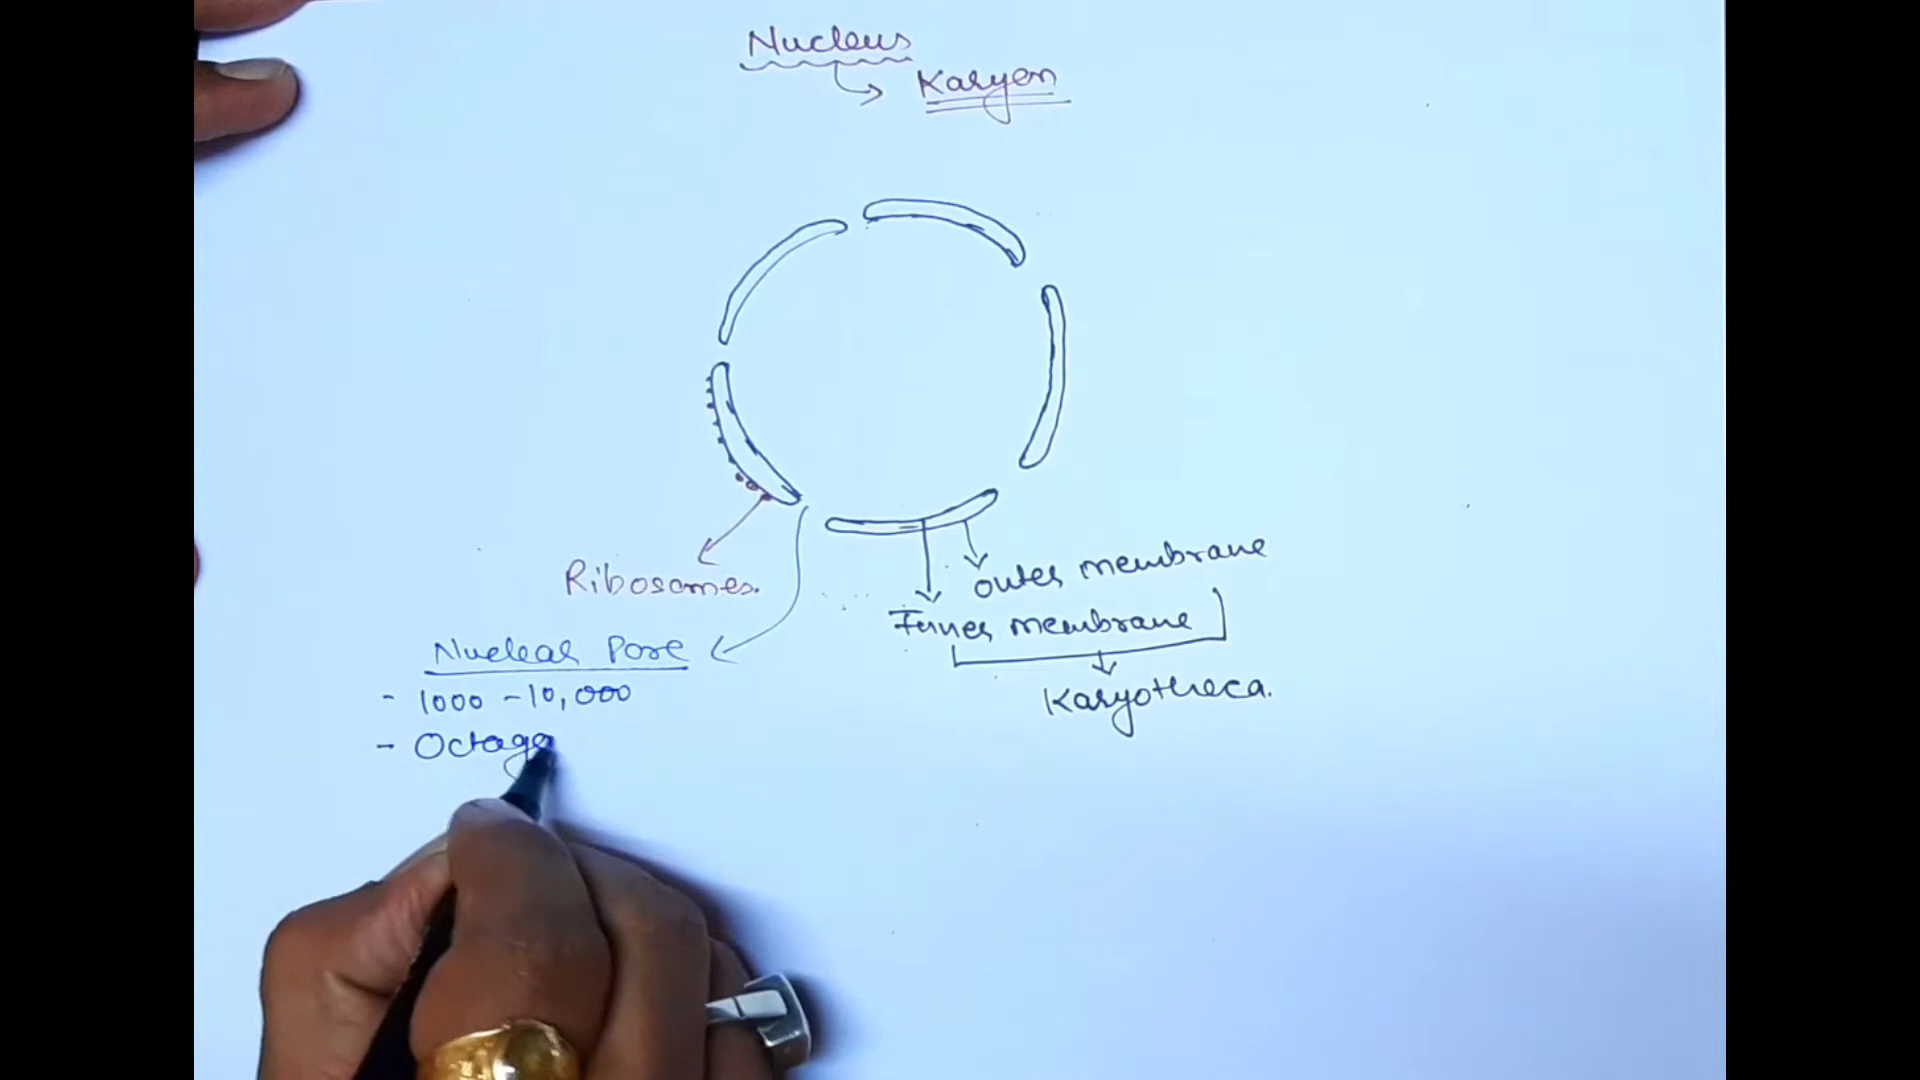 Nucleus
Karyon
Ribosomes.
outer membrane
Inner membrane
Karyotheca.
Nuclear Pore
- 1000 - 10,000
- Octago